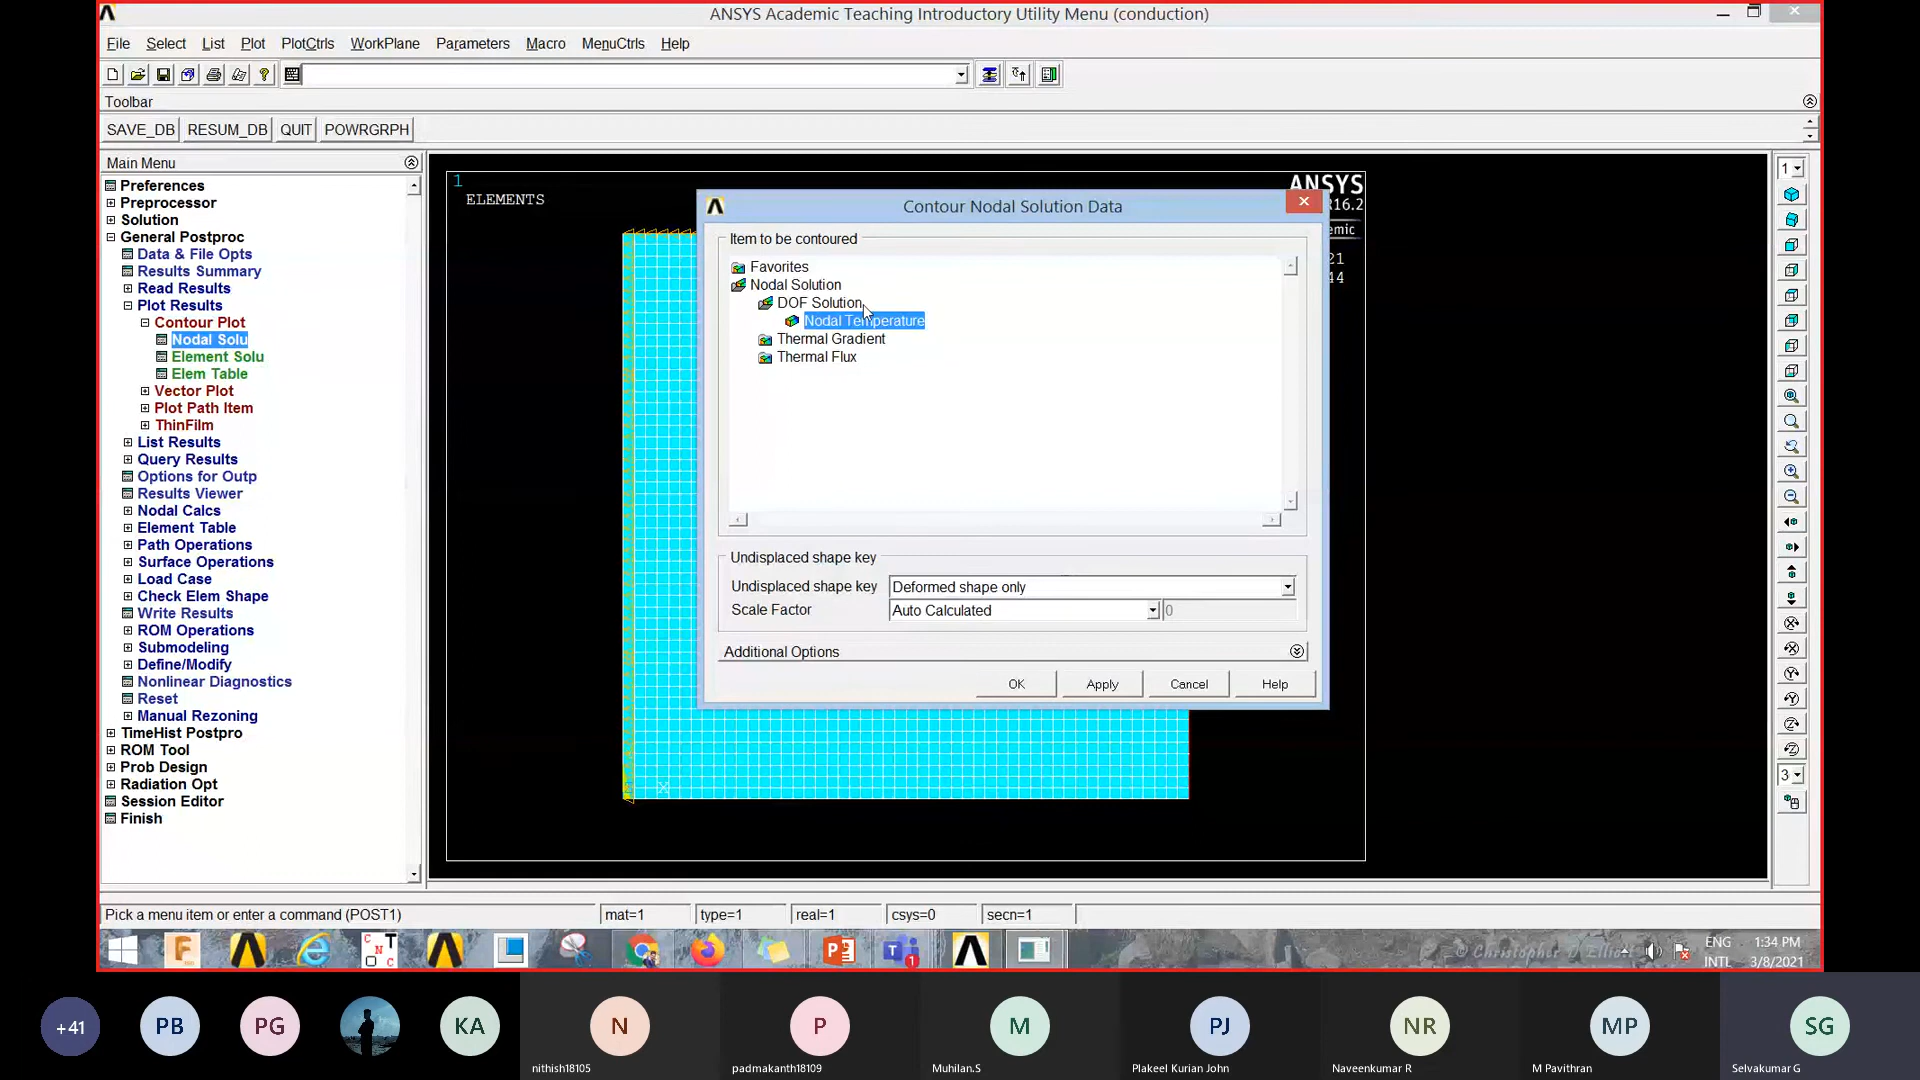 ANSYS Academic Teaching Introductory Utility Menu (conduction)
File Select List Plot PlotCtrls WorkPlane Parameters Macro MenuCtrls Help
Toolbar
SAVE_DB RESUM_DB QUIT POWRGRPH
Main Menu
Preferences
Preprocessor
Solution
General Postproc
Data & File Opts
Results Summary
Read Results
Plot Results
Contour Plot
Nodal Solu
Element Solu
Elem Table
Vector Plot
Plot Path Item
ThinFilm
List Results
Query Results
Options for Outp
Results Viewer
Nodal Calcs
Element Table
Path Operations
Surface Operations
Load Case
Check Elem Shape
Write Results
ROM Operations
Submodeling
Define/Modify
Nonlinear Diagnostics
Reset
Manual Rezoning
TimeHist Postpro
ROM Tool
Prob Design
Radiation Opt
Session Editor
Finish
1
ELEMENTS
ANSYS
R16.2
emic
21
44
X
Contour Nodal Solution Data
Item to be contoured
Favorites
Nodal Solution
DOF Solution
Nodal Temperature
Thermal Gradient
Thermal Flux
Undisplaced shape key
Undisplaced shape key Deformed shape only
Scale Factor Auto Calculated 0
Additional Options
OK Apply Cancel Help
1
3
Pick a menu item or enter a command (POST1) mat=1 type=1 real=1 csys=0 secn=1
© Christopher D Elli
ENG 1:34 PM
INTL 3/8/2021
+41 PB PG KA N P M PJ NR MP SG
nithish18105 padmakanth18109 Muhilan.S Plakeel Kurian John Naveenkumar R M Pavithran Selvakumar G